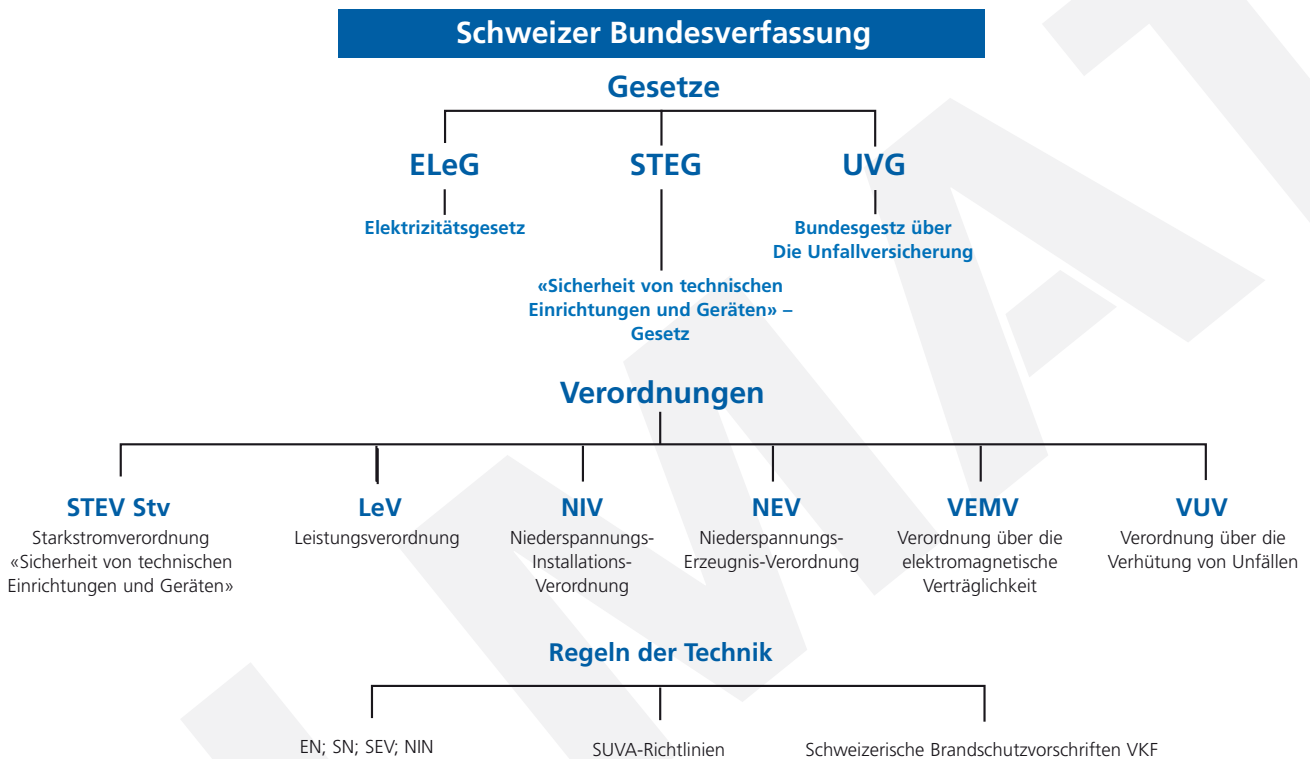 Schweizer Bundesverfassung
Gesetze
ELeG
STEG
UVG
Elektrizitätsgesetz
Bundesgestz über
Die Unfallversicherung
«Sicherheit von technischen
Einrichtungen und Geräten» –
Gesetz
Verordnungen
STEV Stv
Starkstromverordnung
«Sicherheit von technischen
Einrichtungen und Geräten»
LeV
Leistungsverordnung
NIV
Niederspannungs-
Installations-
Verordnung
NEV
Niederspannungs-
Erzeugnis-Verordnung
VEMV
Verordnung über die
elektromagnetische
Verträglichkeit
VUV
Verordnung über die
Verhütung von Unfällen
Regeln der Technik
EN; SN; SEV; NIN
SUVA-Richtlinien
Schweizerische Brandschutzvorschriften VKF